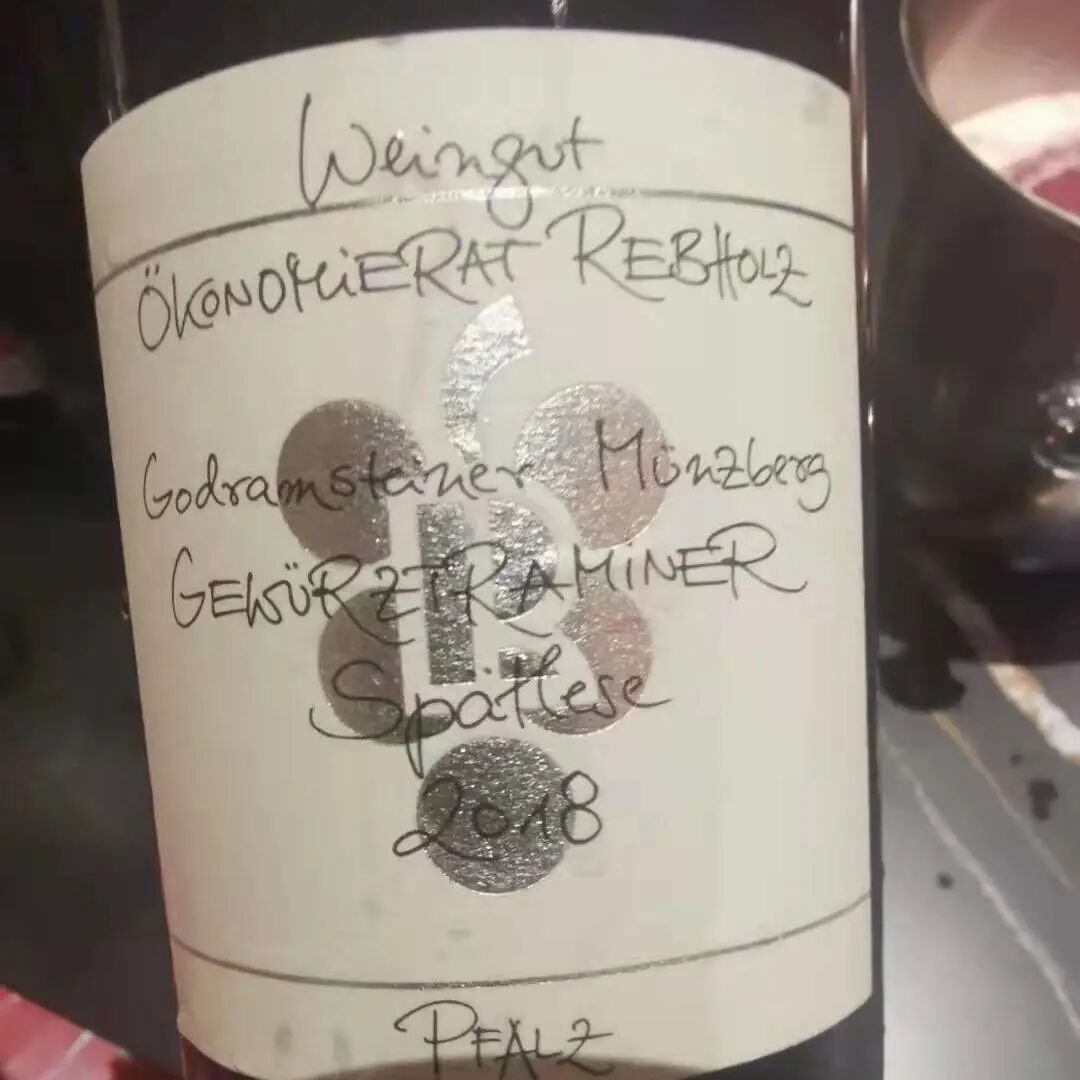 Weingut
ÖKONOMiERAT REBHOLZ
Godramsteiner Münzberg
GEWÜRZTRAMiNER
Spätlese
2018
PFALZ